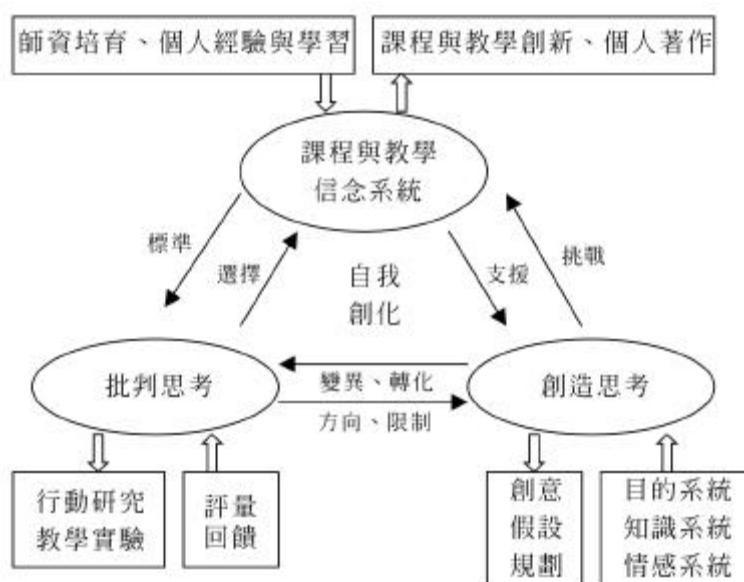 師資培育、個人經驗與學習
課程與教學創新、個人著作
課程與教學
信念系統
標準
選擇
自我
創化
支援
挑戰
批判思考
變異、轉化
方向、限制
創造思考
行動研究
教學實驗
評量
回饋
創意
假設
規劃
目的系統
知識系統
情感系統